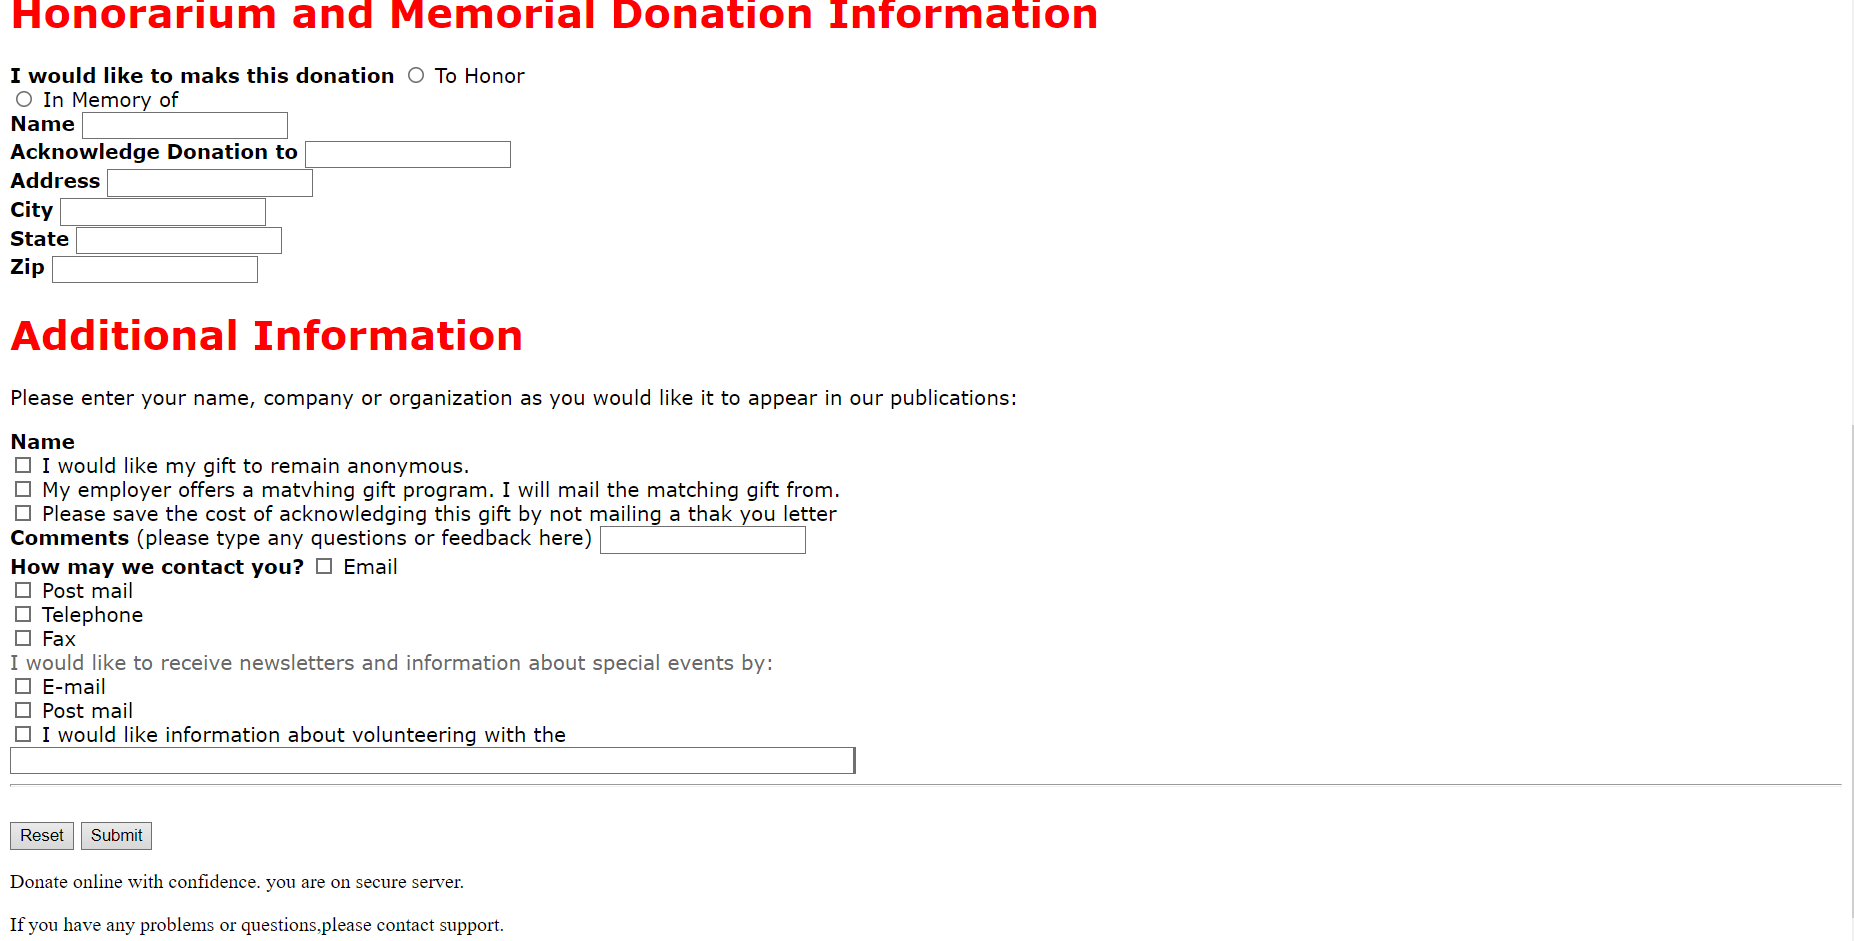 Honorarium and Memorial Donation Information
I would like to maks this donation To Honor
In Memory of
Name
Acknowledge Donation to
Address
City
State
Zip
Additional Information
Please enter your name, company or organization as you would like it to appear in our publications:
Name
I would like my gift to remain anonymous.
My employer offers a matvhing gift program. I will mail the matching gift from.
Please save the cost of acknowledging this gift by not mailing a thak you letter
Comments (please type any questions or feedback here)
How may we contact you? Email
Post mail
Telephone
Fax
I would like to receive newsletters and information about special events by:
E-mail
Post mail
I would like information about volunteering with the
Reset Submit
Donate online with confidence. you are on secure server.
If you have any problems or questions,please contact support.